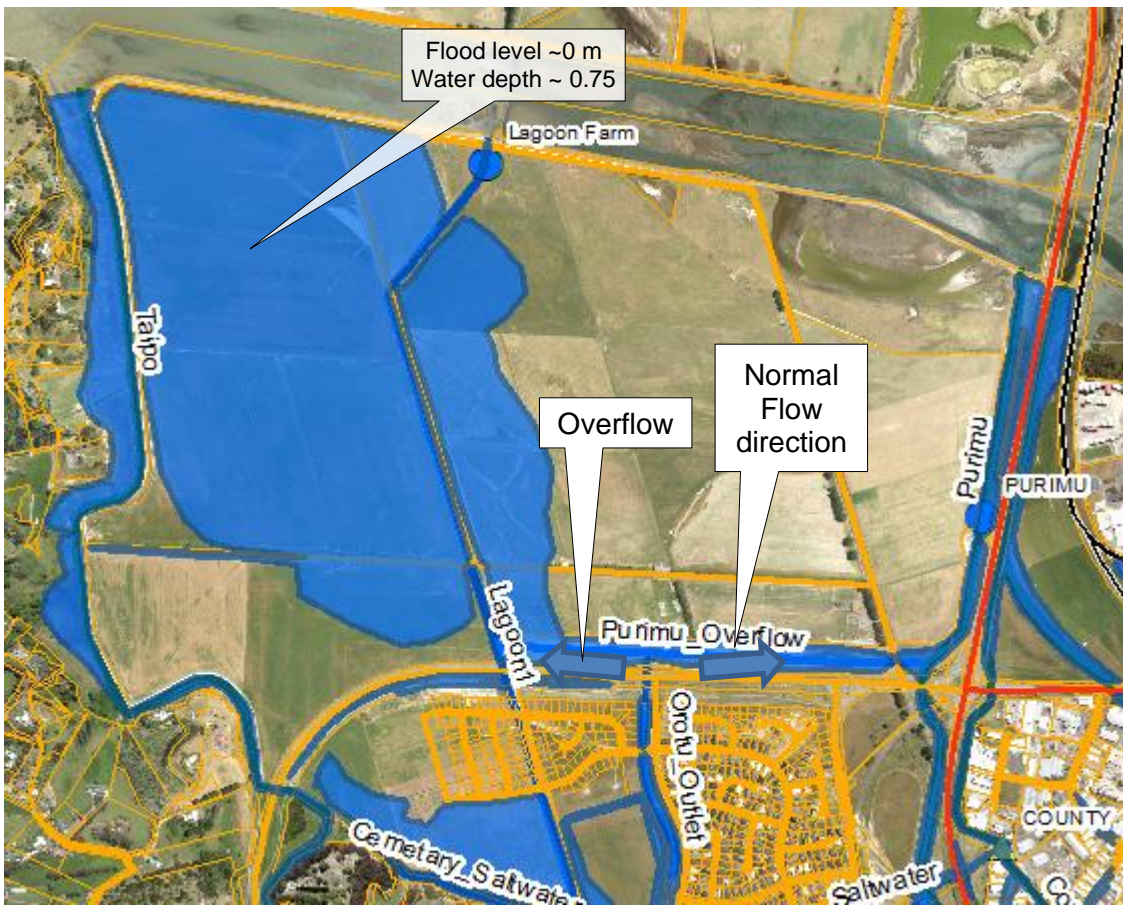 Flood level ~0 m
Water depth ~ 0.75
Lagoon Farm
Taipo
Overflow
Normal
Flow
direction
Purimu
PURIMU
Lagoon1
Purimu_Overflow
Orotu_Outlet
Cemetary_Saltwate
Saltwater
COUNTY
Co